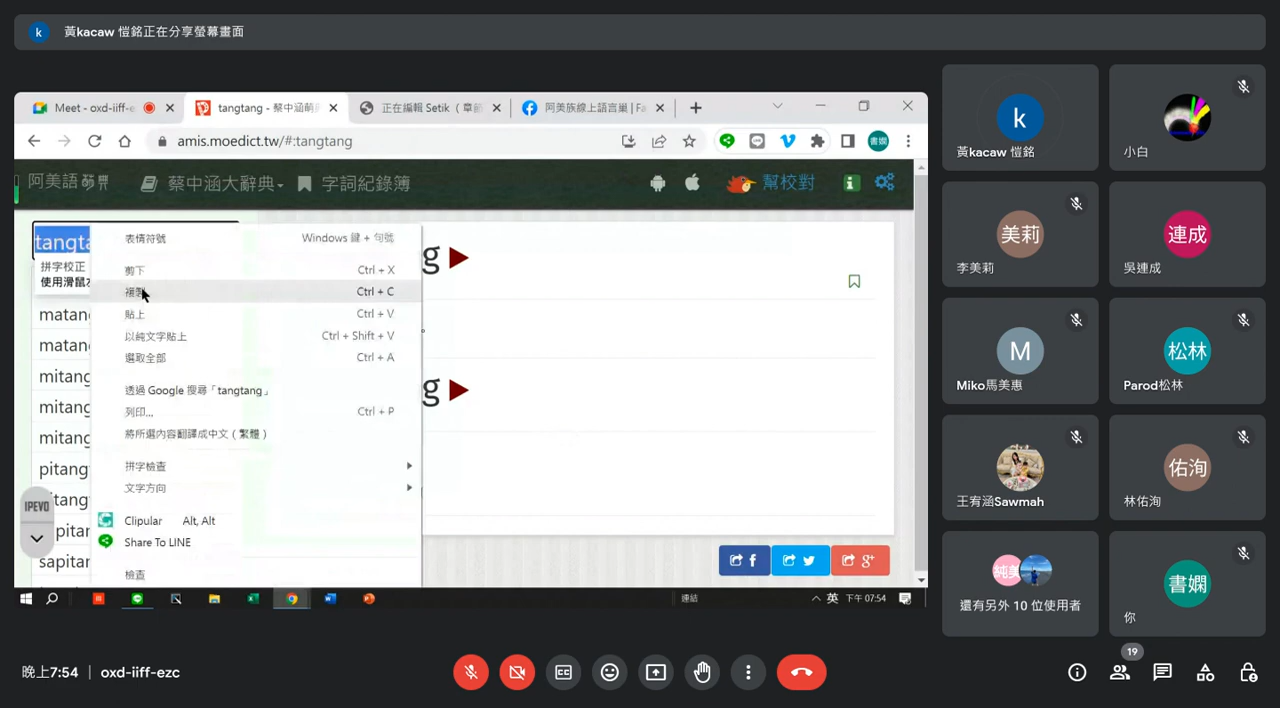 k 黃kacaw 愷銘正在分享螢幕畫面
Meet - oxd-iiff-e
tangtang - 蔡中涵萌
正在編輯 Setik
阿美族線上語言巢 | Fa
amis.moedict.tw/#:tangtang
書嫻
阿美語萌典
蔡中涵大辭典
字詞紀錄簿
幫校對
tangta
拼字校正
使用滑鼠
matan
matan
mitang
mitang
mitang
pitang
itang
pitan
sapitan
g
g
表情符號 Windows 鍵 + 句號
剪下 Ctrl + X
複製 Ctrl + C
貼上 Ctrl + V
以純文字貼上 Ctrl + Shift + V
選取全部 Ctrl + A
透過 Google 搜尋「tangtang」
列印... Ctrl + P
將所選內容翻譯成中文 ( 繁體 )
拼字檢查
文字方向
Clipular Alt, Alt
Share To LINE
檢查
IPEVO
f
g+
連結
英
下午 07:54
k
黃kacaw 愷銘
小白
美莉
李美莉
連成
吳連成
M
Miko馬美惠
松林
Parod松林
王宥涵Sawmah
佑洵
林佑洵
純美
還有另外 10 位使用者
書嫻
你
晚上7:54 | oxd-iiff-ezc
19